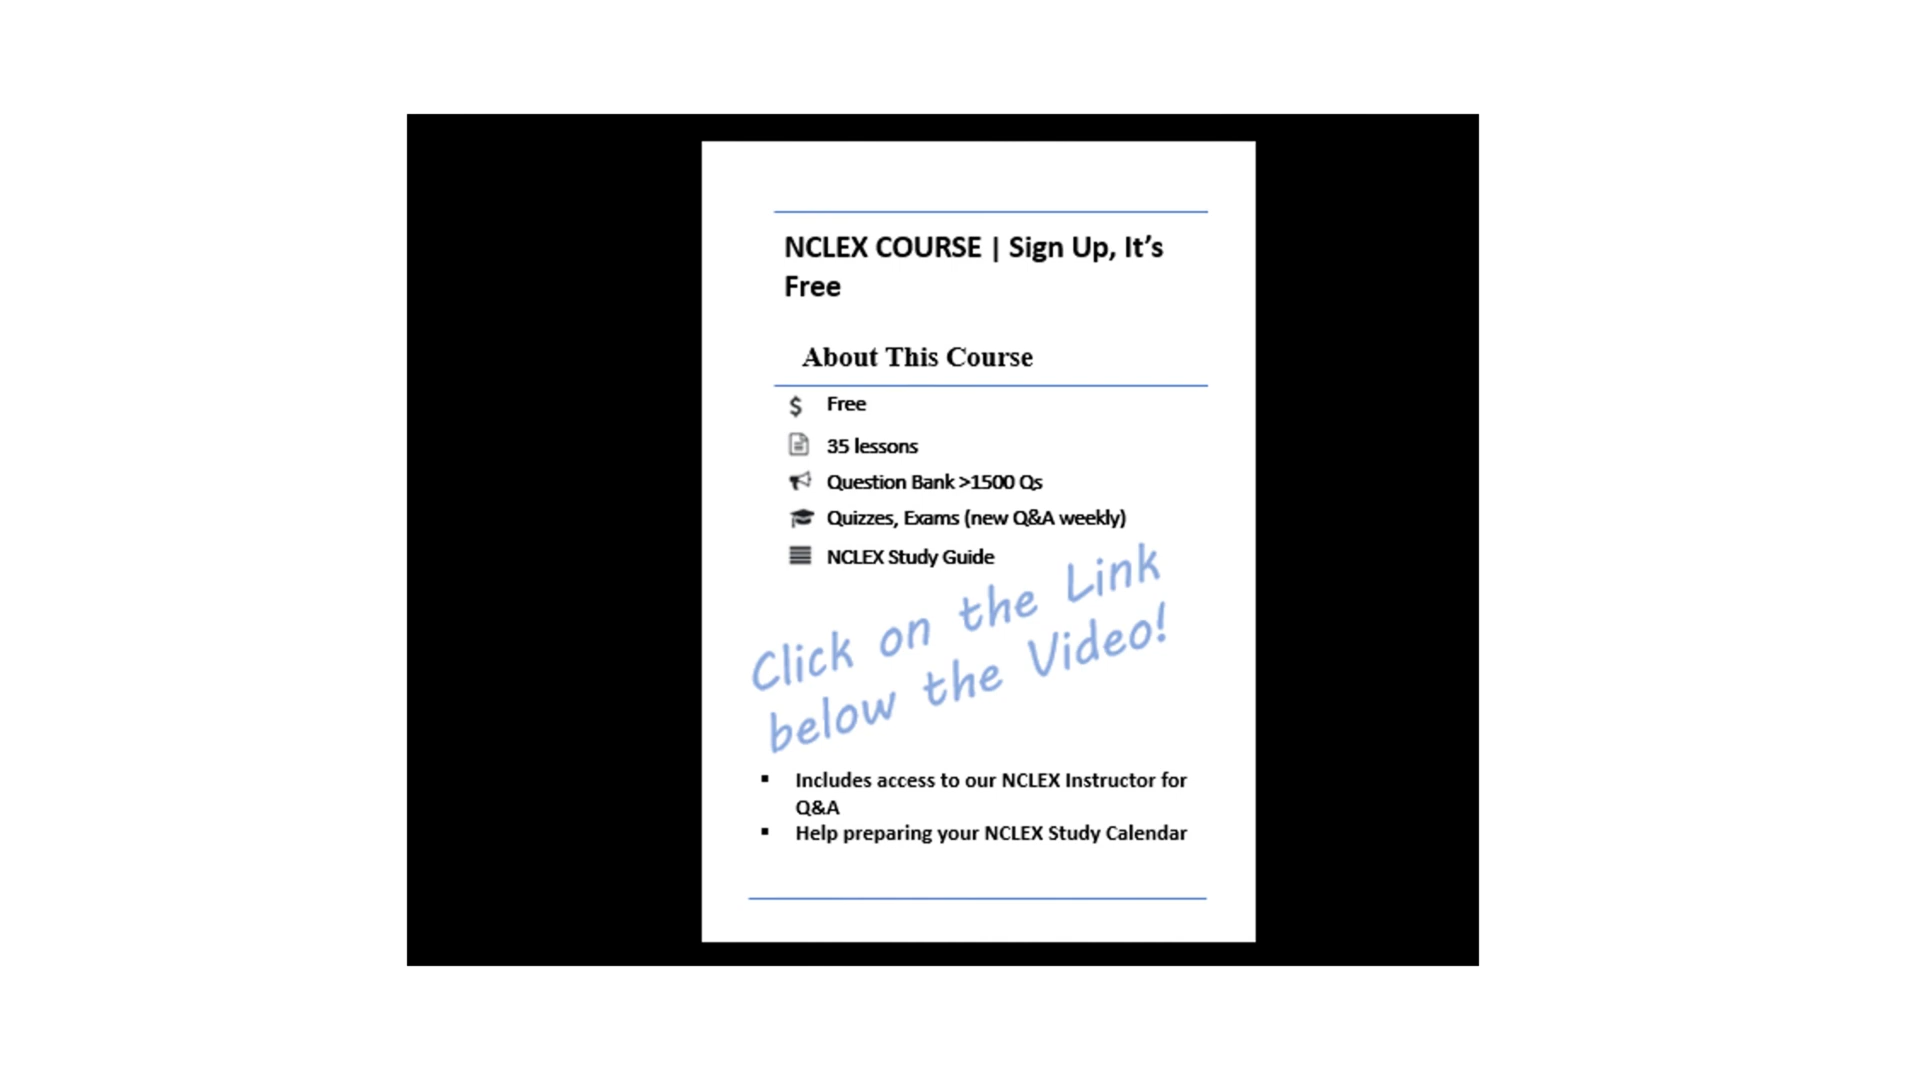 NCLEX COURSE | Sign Up, It’s
Free
About This Course
$ Free
35 lessons
Question Bank >1500 Qs
Quizzes, Exams (new Q&A weekly)
NCLEX Study Guide
Click on the Link
below the Video!
▪ Includes access to our NCLEX Instructor for
Q&A
▪ Help preparing your NCLEX Study Calendar